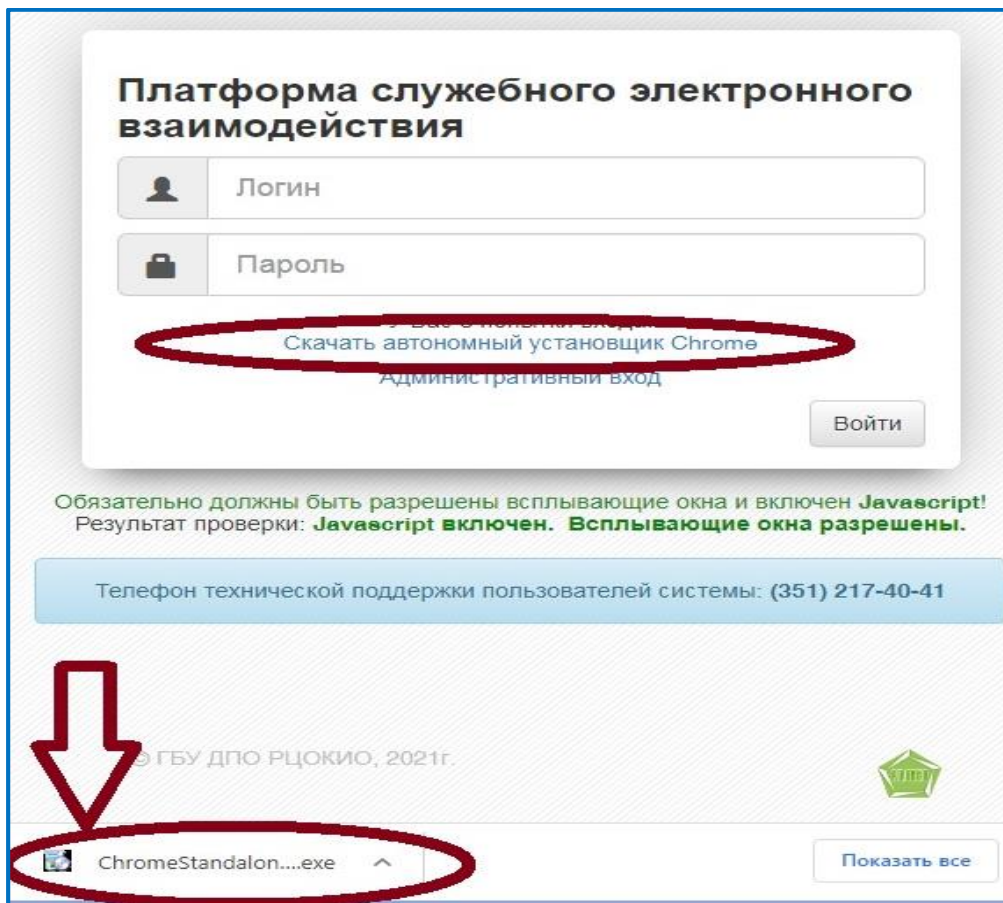 Платформа служебного электронного
взаимодействия
Логин
Пароль
У Вас попытки
Скачать автономный установщик Chrome
Административный вход
Войти
Обязательно должны быть разрешены всплывающие окна и включен Javascript!
Результат проверки: Javascript включен. Всплывающие окна разрешены.
Телефон технической поддержки пользователей системы: (351) 217-40-41
© ГБУ ДПО РЦОКИО, 2021г.
ChromeStandalon....exe
Показать все